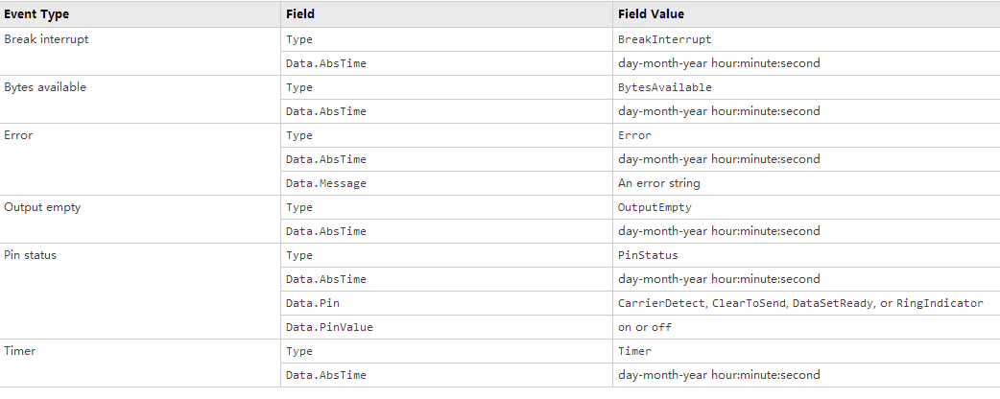 Event Type Field Field Value
Break interrupt Type BreakInterrupt
Data.AbsTime day-month-year hour:minute:second
Bytes available Type BytesAvailable
Data.AbsTime day-month-year hour:minute:second
Error Type Error
Data.AbsTime day-month-year hour:minute:second
Data.Message An error string
Output empty Type OutputEmpty
Data.AbsTime day-month-year hour:minute:second
Pin status Type PinStatus
Data.AbsTime day-month-year hour:minute:second
Data.Pin CarrierDetect, ClearToSend, DataSetReady, or RingIndicator
Data.PinValue on or off
Timer Type Timer
Data.AbsTime day-month-year hour:minute:second